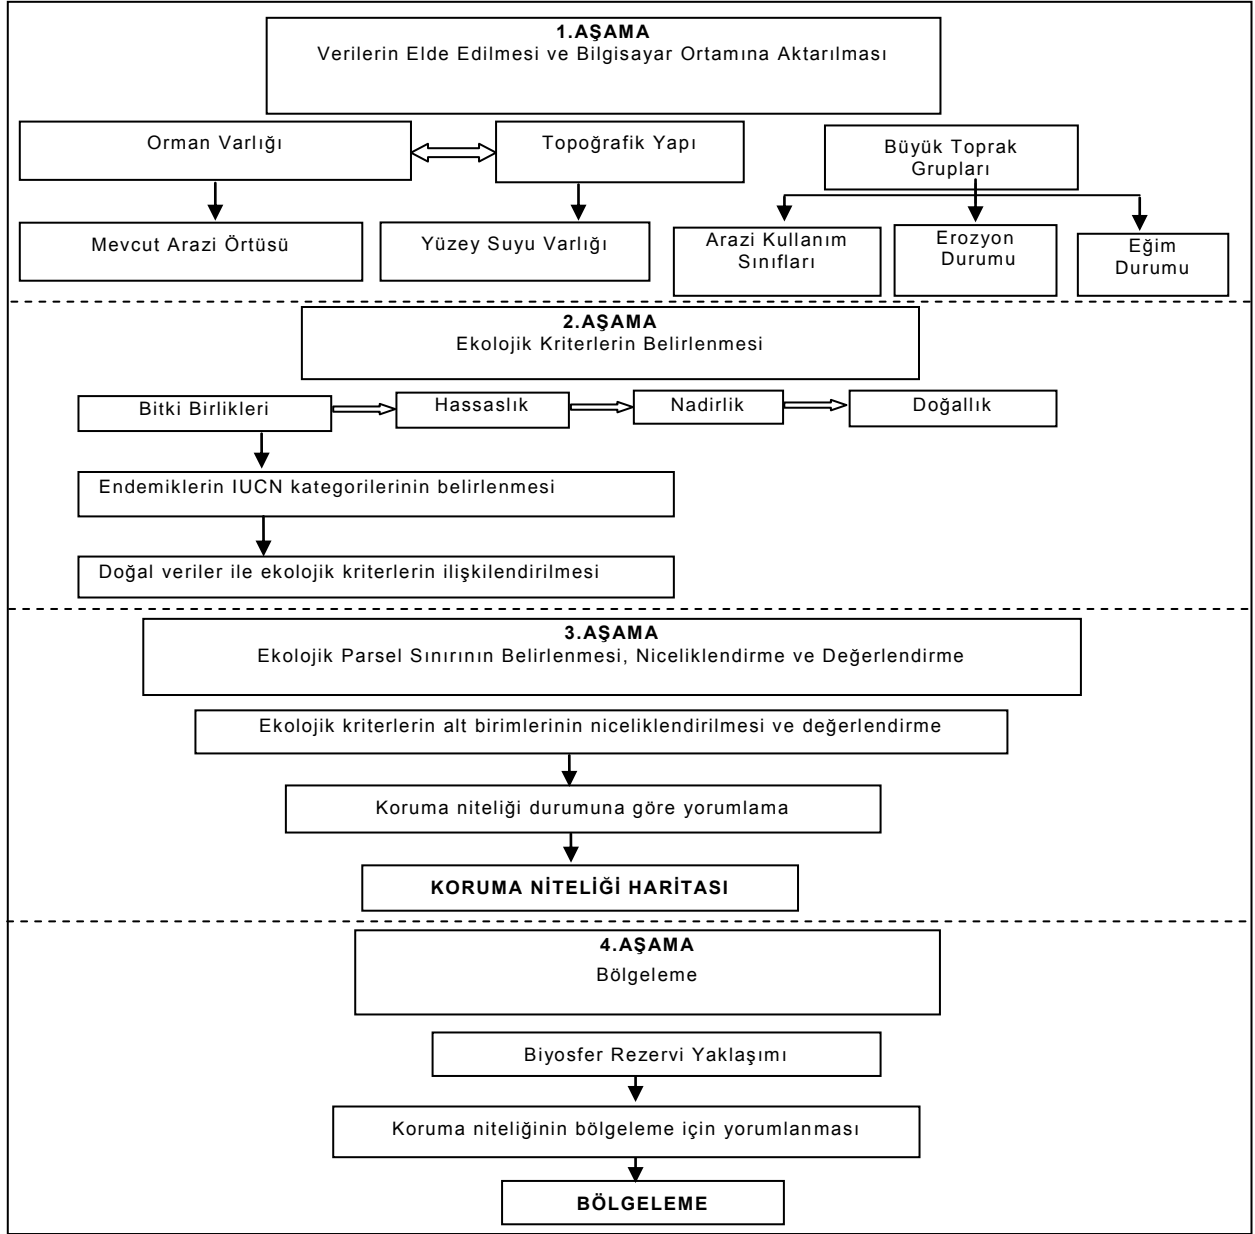 1.AŞAMA
Verilerin Elde Edilmesi ve Bilgisayar Ortamına Aktarılması
Orman Varlığı
Topoğrafik Yapı
Büyük Toprak
Grupları
Mevcut Arazi Örtüsü
Yüzey Suyu Varlığı
Arazi Kullanım
Sınıfları
Erozyon
Durumu
Eğim
Durumu
2.AŞAMA
Ekolojik Kriterlerin Belirlenmesi
Bitki Birlikleri
Hassaslık
Nadirlik
Doğallık
Endemiklerin IUCN kategorilerinin belirlenmesi
Doğal veriler ile ekolojik kriterlerin ilişkilendirilmesi
3.AŞAMA
Ekolojik Parsel Sınırının Belirlenmesi, Niceliklendirme ve Değerlendirme
Ekolojik kriterlerin alt birimlerinin niceliklendirilmesi ve değerlendirme
Koruma niteliği durumuna göre yorumlama
KORUMA NİTELİĞİ HARİTASI
4.AŞAMA
Bölgeleme
Biyosfer Rezervi Yaklaşımı
Koruma niteliğinin bölgeleme için yorumlanması
BÖLGELEME